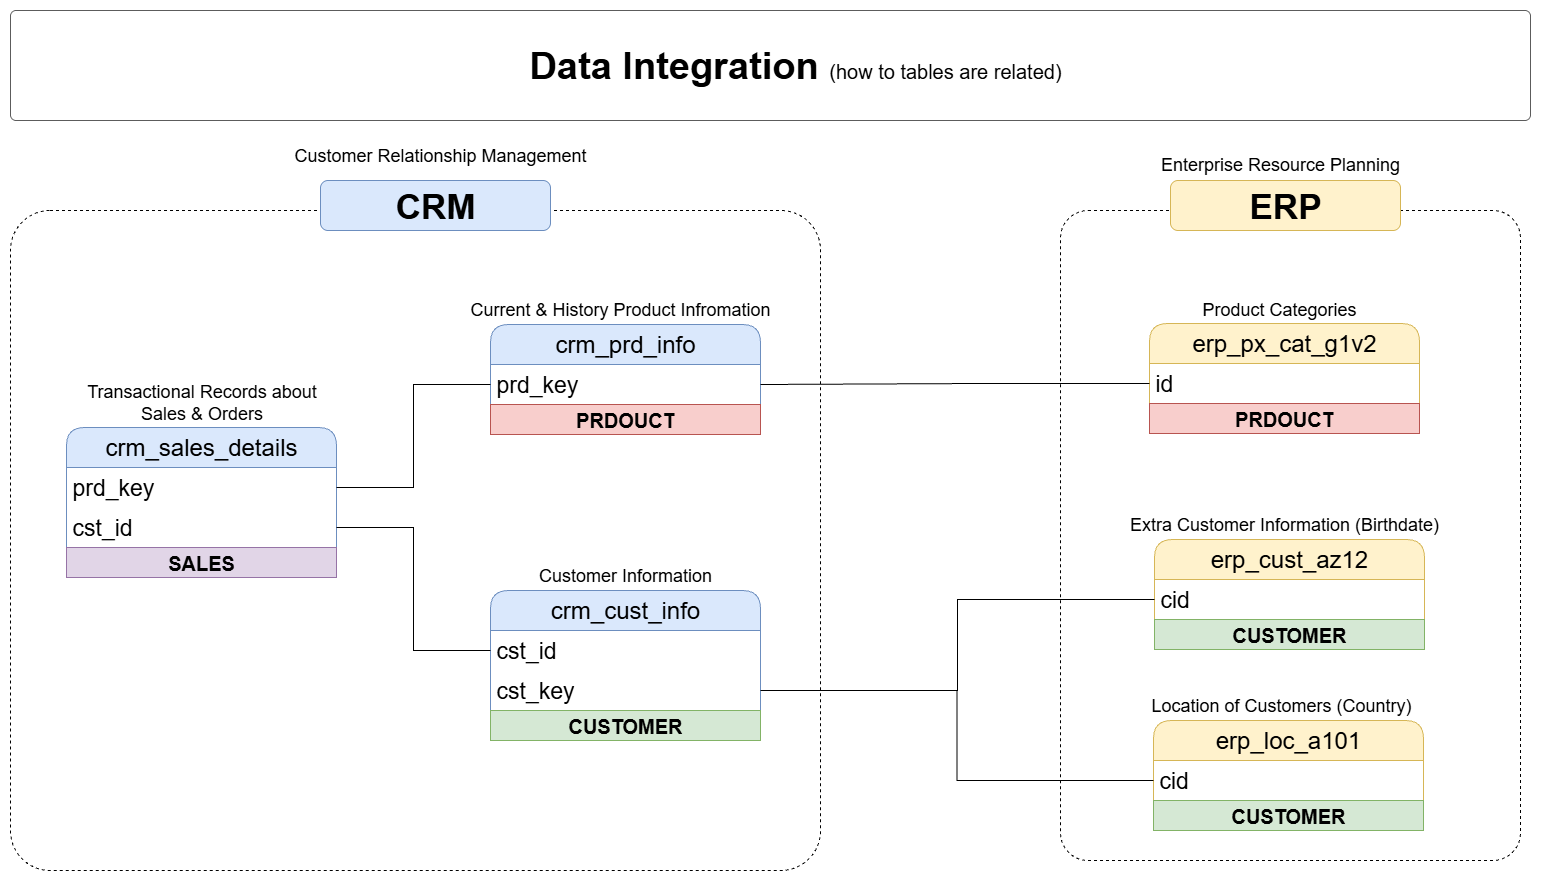 Data Integration (how to tables are related)
Customer Relationship Management
CRM
Enterprise Resource Planning
ERP
Transactional Records about
Sales & Orders
crm_sales_details
prd_key
cst_id
SALES
Current & History Product Infromation
crm_prd_info
prd_key
PRDOUCT
Customer Information
crm_cust_info
cst_id
cst_key
CUSTOMER
Product Categories
erp_px_cat_g1v2
id
PRDOUCT
Extra Customer Information (Birthdate)
erp_cust_az12
cid
CUSTOMER
Location of Customers (Country)
erp_loc_a101
cid
CUSTOMER